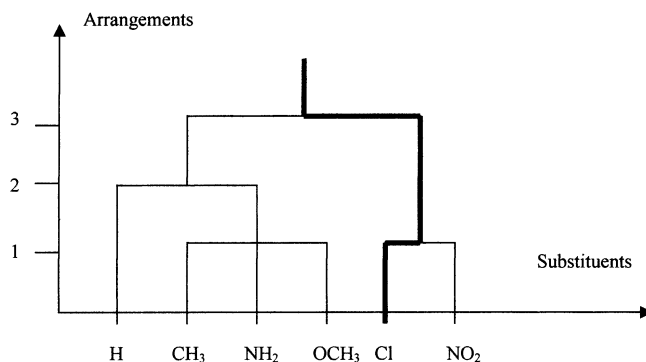 Arrangements
3
2
1
Substituents
H CH₃ NH₂ OCH₃ Cl NO₂